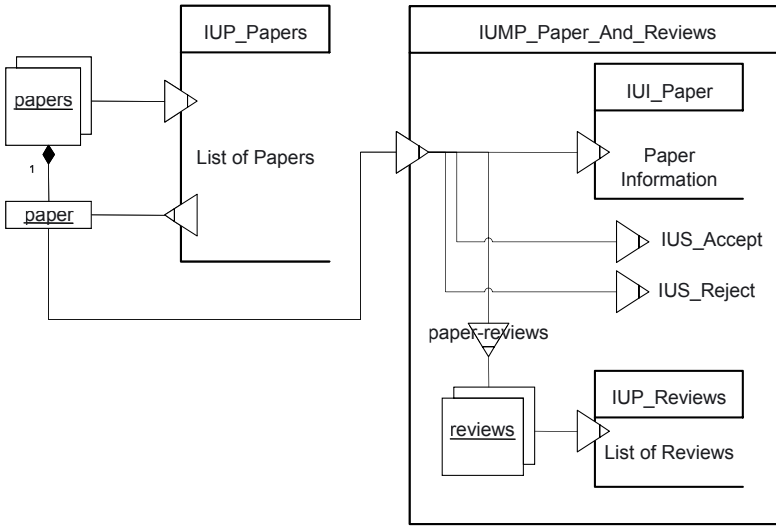 IUP_Papers
IUMP_Paper_And_Reviews
papers
IUI_Paper
List of Papers
Paper
Information
1
paper
IUS_Accept
IUS_Reject
paper-reviews
IUP_Reviews
reviews
List of Reviews